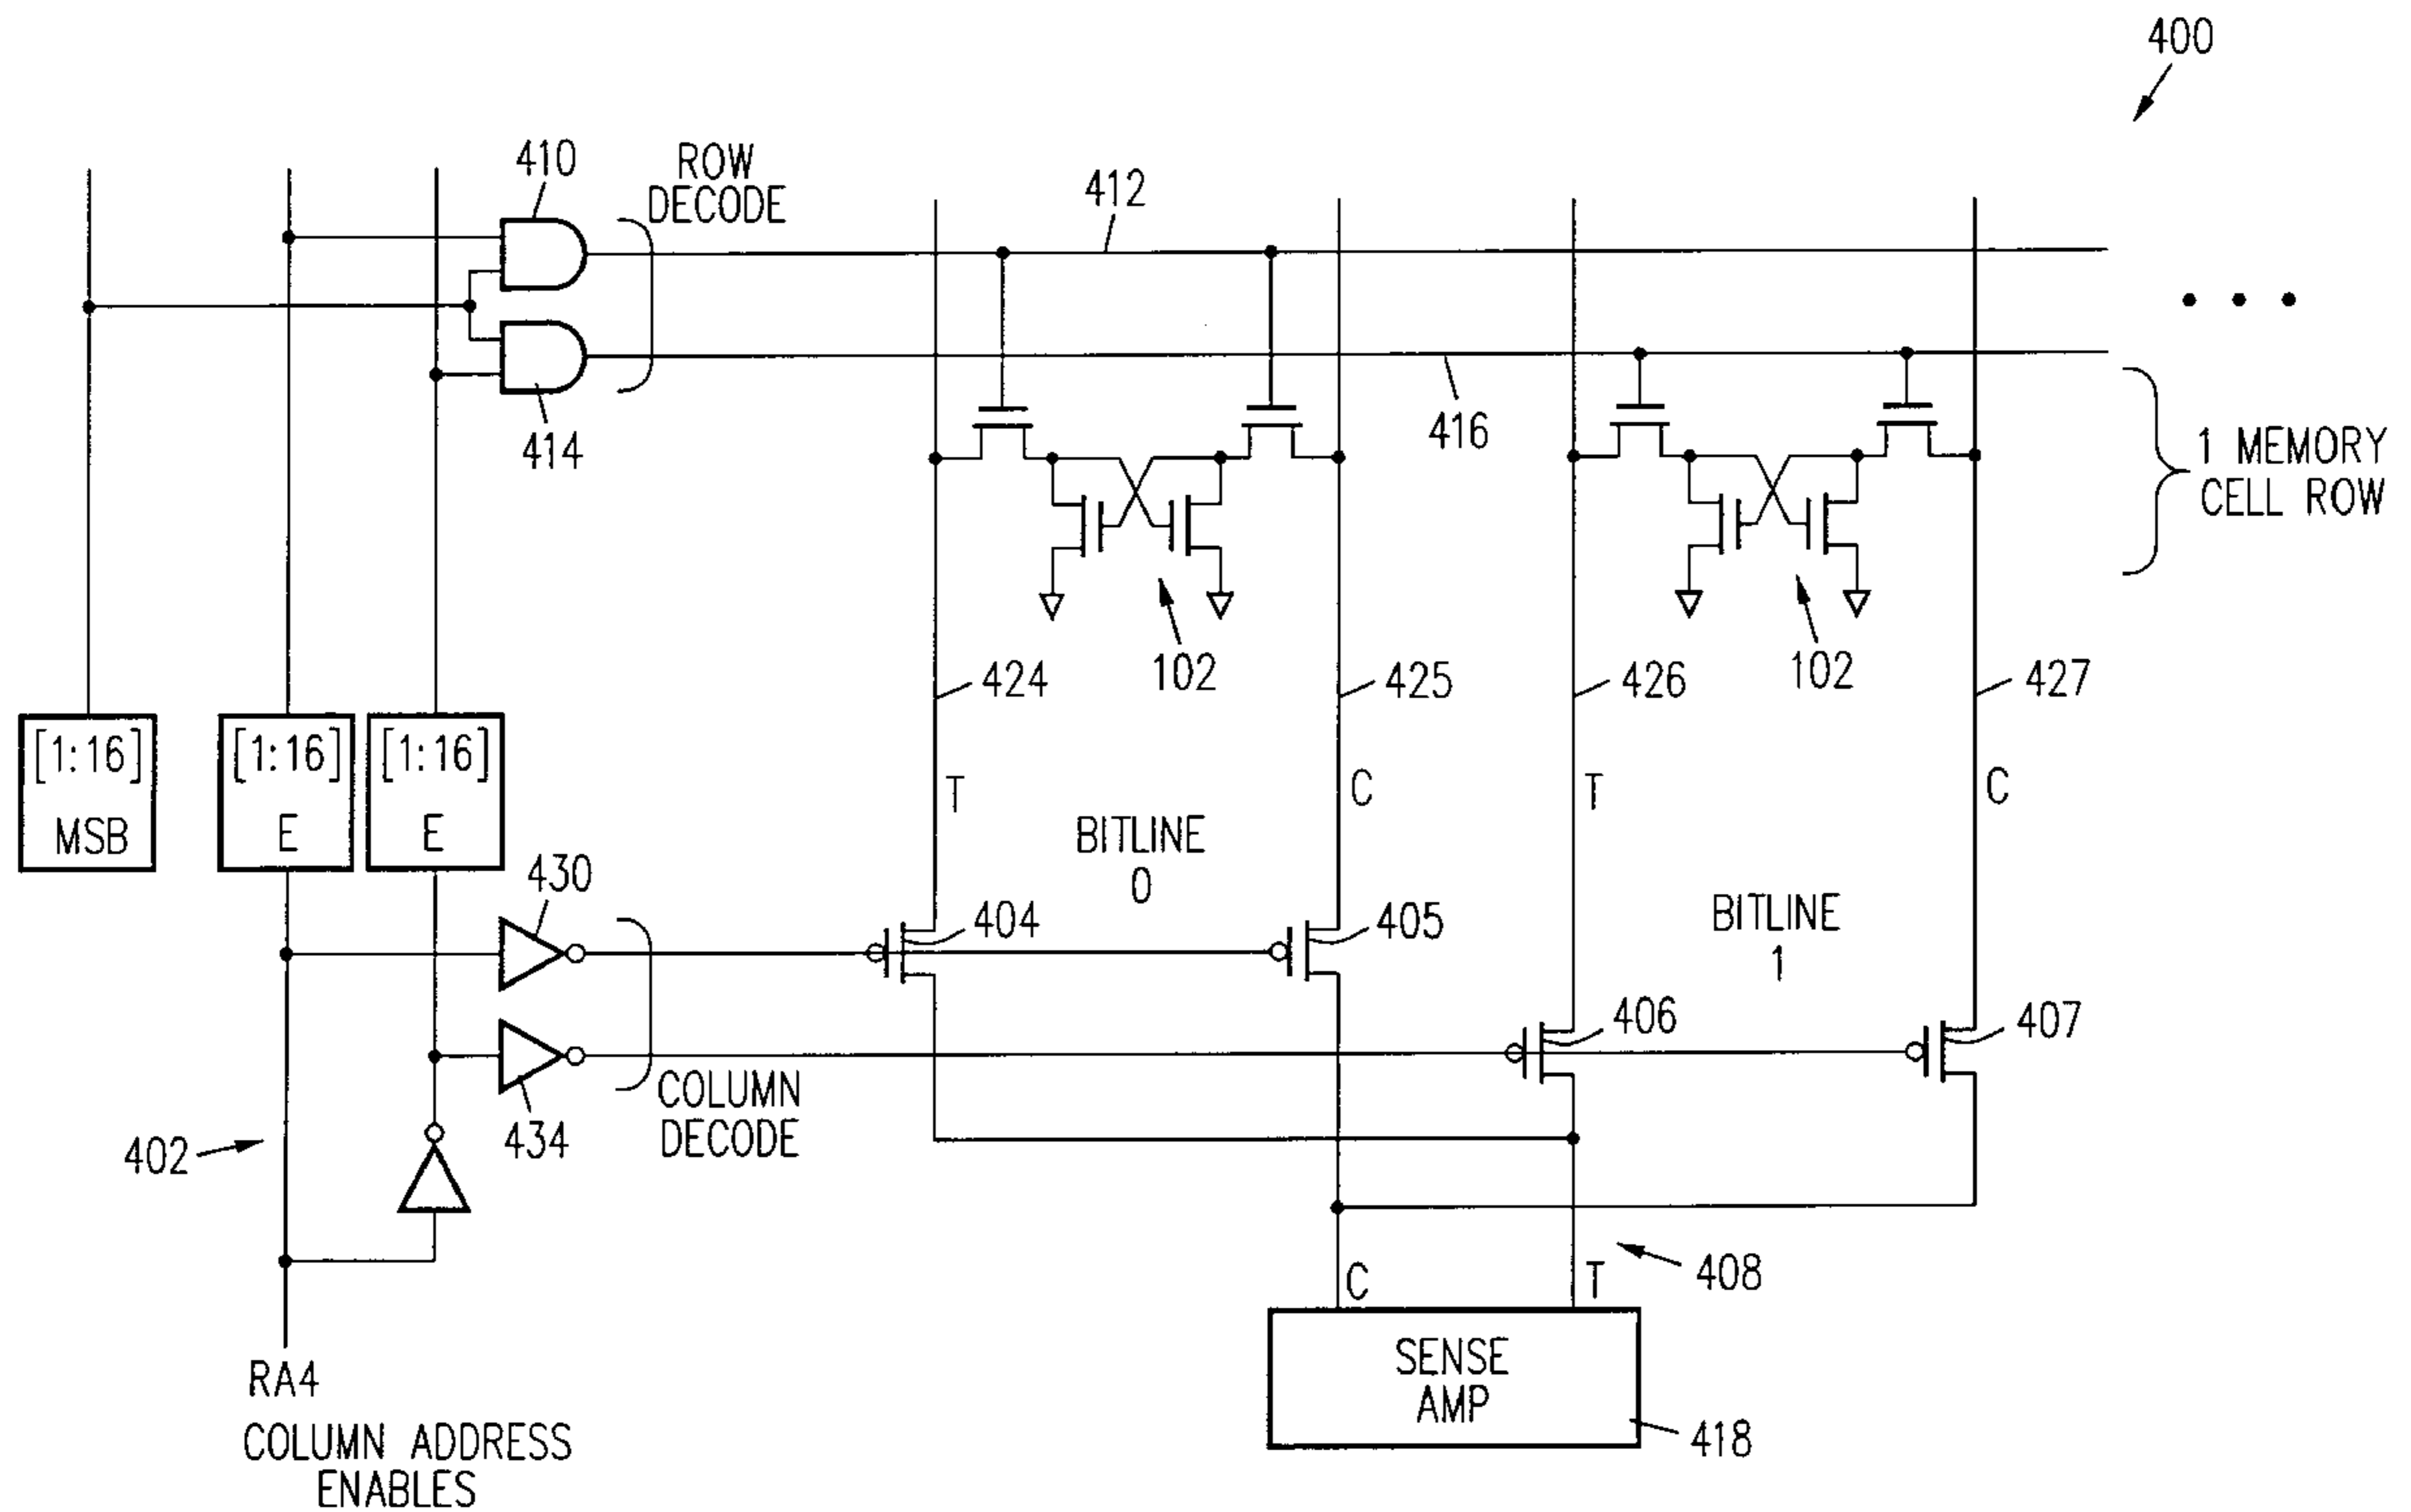 400
410
ROW
DECODE
412
414
416
1 MEMORY
CELL ROW
102
102
424
425
426
427
[1:16]
MSB
[1:16]
E
[1:16]
E
T
C
T
C
BITLINE
0
BITLINE
1
430
404
405
406
407
434
COLUMN
DECODE
402
408
C
T
SENSE
AMP
418
RA4
COLUMN ADDRESS
ENABLES